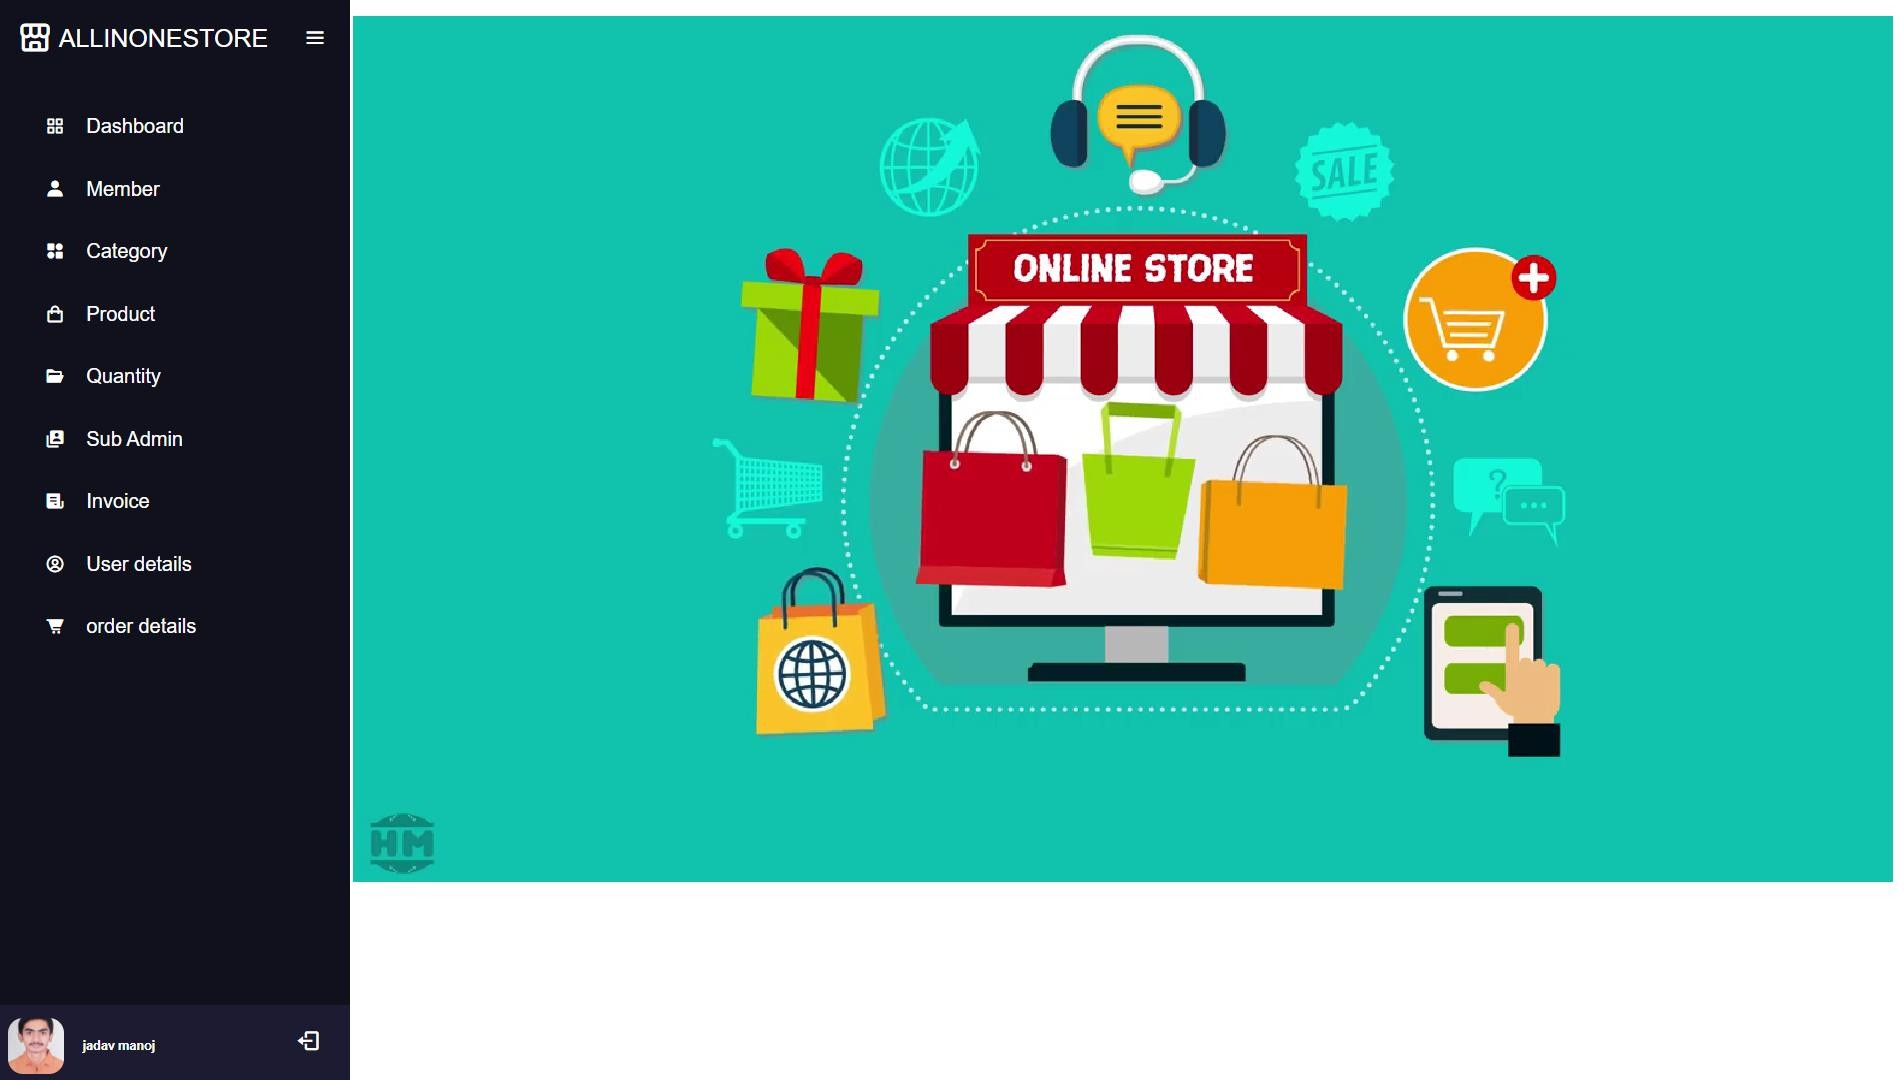 ALLINONESTORE
Dashboard
Member
Category
Product
Quantity
Sub Admin
Invoice
User details
order details
jadav manoj
SALE
ONLINE STORE
?
HM